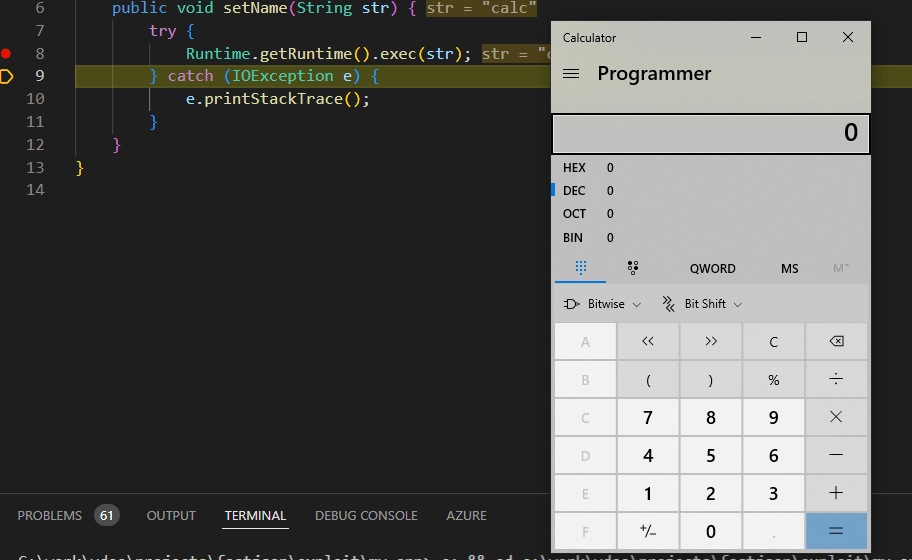 6 public void setName(String str) { str = "calc"
7 try {
8 Runtime.getRuntime().exec(str); str =
9 } catch (IOException e) {
10 e.printStackTrace();
11 }
12 }
13 }
14
Calculator
Programmer
0
HEX 0
DEC 0
OCT 0
BIN 0
QWORD MS M
Bitwise Bit Shift
A << >> C
B ( ) % ÷
C 7 8 9 ×
D 4 5 6 −
E 1 2 3 +
F +/− 0 . =
PROBLEMS 61 OUTPUT TERMINAL DEBUG CONSOLE AZURE